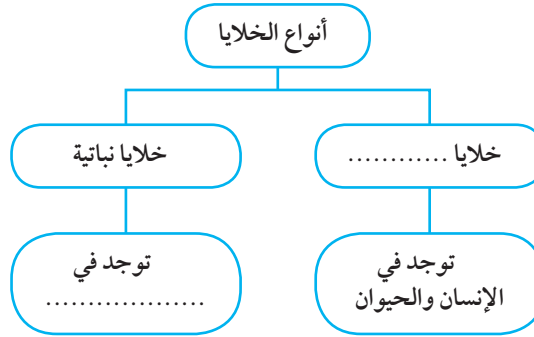 أنواع الخلايا
خلايا ............
خلايا نباتية
توجد في
الإنسان والحيوان
توجد في
...................